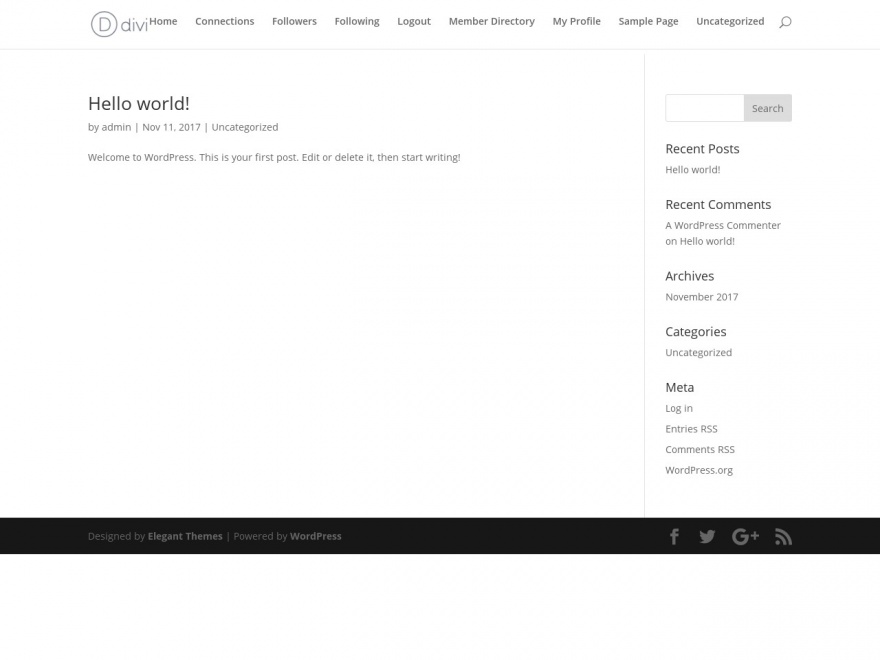 D divi
Home Connections Followers Following Logout Member Directory My Profile Sample Page Uncategorized
Hello world!
by admin | Nov 11, 2017 | Uncategorized
Welcome to WordPress. This is your first post. Edit or delete it, then start writing!
Search
Recent Posts
Hello world!
Recent Comments
A WordPress Commenter
on Hello world!
Archives
November 2017
Categories
Uncategorized
Meta
Log in
Entries RSS
Comments RSS
WordPress.org
Designed by Elegant Themes | Powered by WordPress